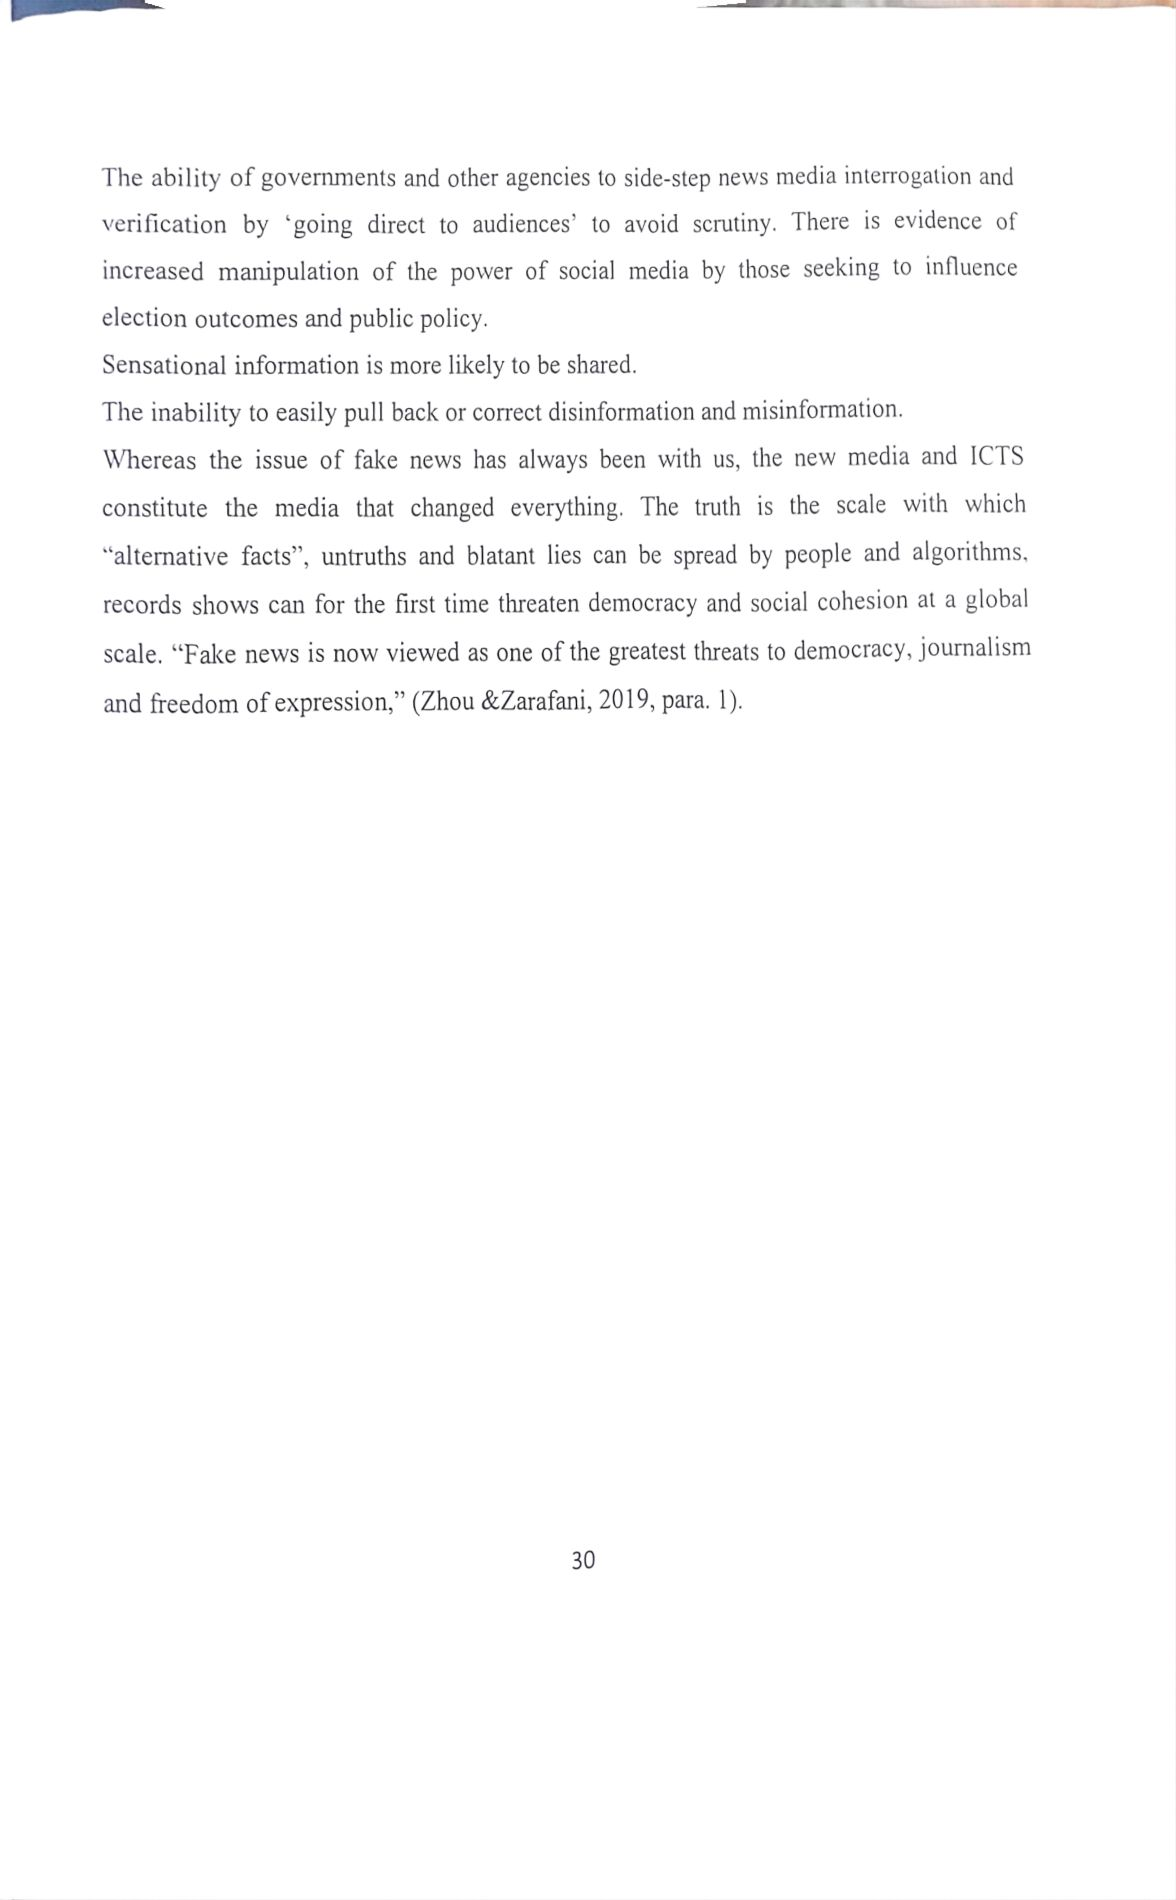 The ability of governments and other agencies to side-step news media interrogation and
verification by ‘going direct to audiences’ to avoid scrutiny. There is evidence of
increased manipulation of the power of social media by those seeking to influence
election outcomes and public policy.
Sensational information is more likely to be shared.
The inability to easily pull back or correct disinformation and misinformation.
Whereas the issue of fake news has always been with us, the new media and ICTS
constitute the media that changed everything. The truth is the scale with which
“alternative facts”, untruths and blatant lies can be spread by people and algorithms,
records shows can for the first time threaten democracy and social cohesion at a global
scale. “Fake news is now viewed as one of the greatest threats to democracy, journalism
and freedom of expression,” (Zhou &Zarafani, 2019, para. 1).
30